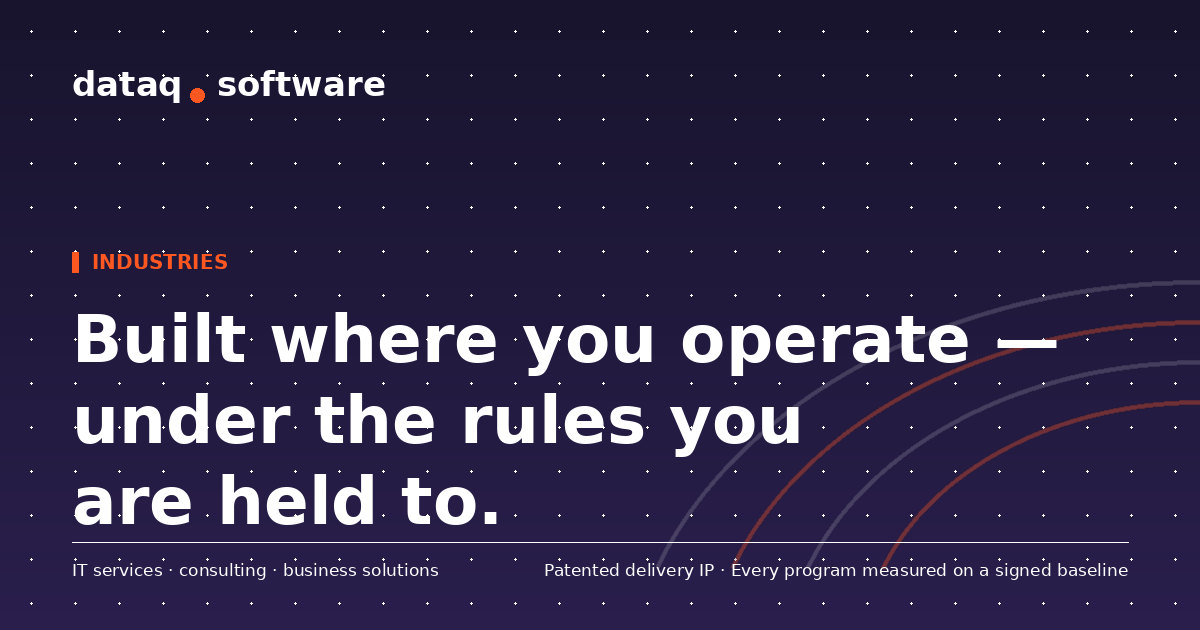 dataq.software
INDUSTRIES
Built where you operate —
under the rules you
are held to.
IT services · consulting · business solutions
Patented delivery IP · Every program measured on a signed baseline